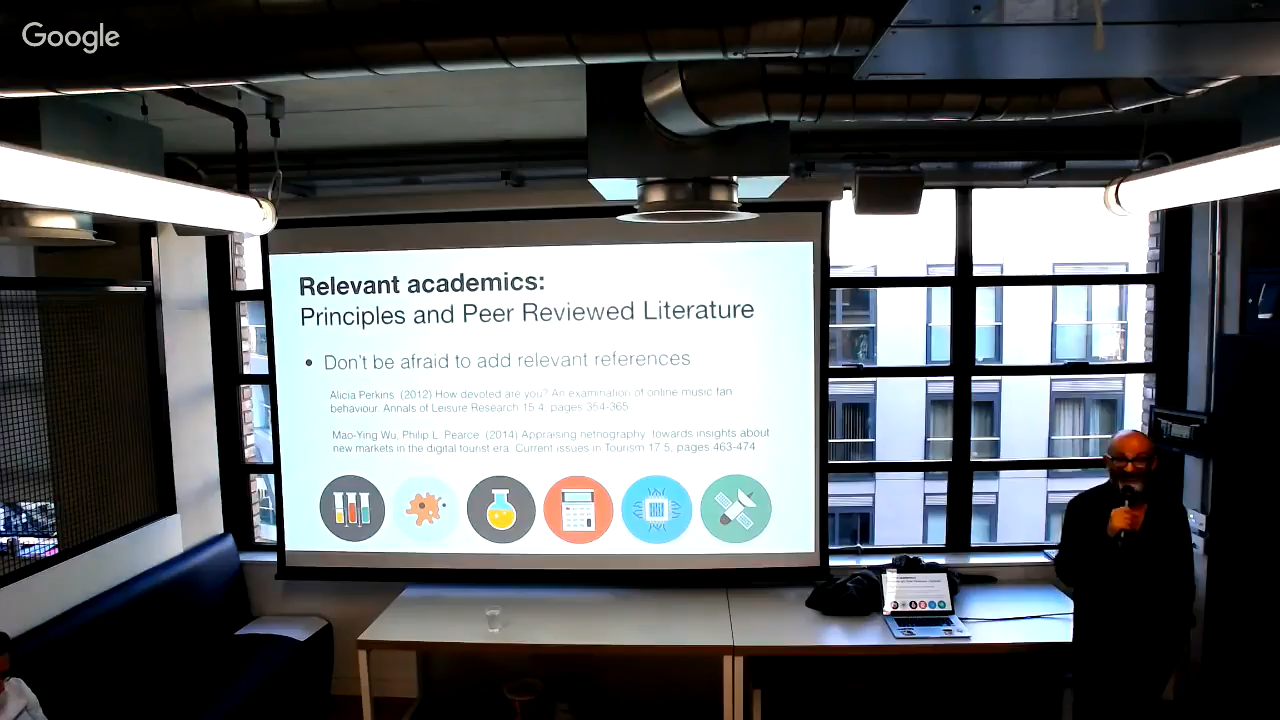 Google
Relevant academics:
Principles and Peer Reviewed Literature
• Don't be afraid to add relevant references
Alicia Perkins. (2012) How devoted are you? An examination of online music fan
behaviour. Annals of Leisure Research 15:4, pages 354-365.
Mao-Ying Wu, Philip L. Pearce. (2014) Appraising netnography: towards insights about
new markets in the digital tourist era. Current Issues in Tourism 17:5, pages 463-474